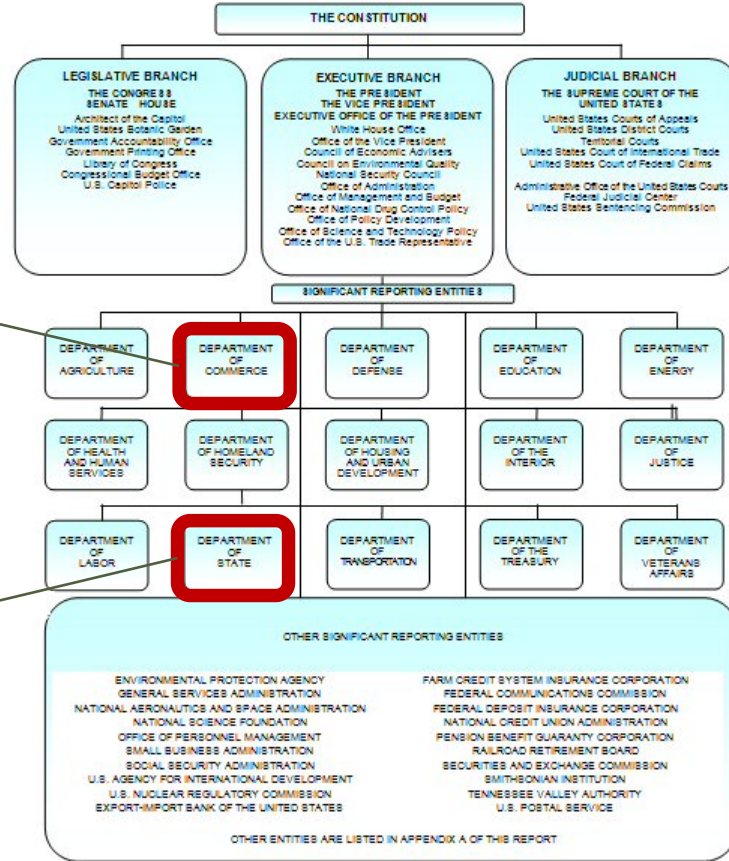 THE CONSTITUTION
LEGISLATIVE BRANCH
THE CONGRESS
SENATE HOUSE
Architect of the Capitol
United States Botanic Garden
Government Accountability Office
Government Printing Office
Library of Congress
Congressional Budget Office
U.S. Capitol Police
EXECUTIVE BRANCH
THE PRESIDENT
THE VICE PRESIDENT
EXECUTIVE OFFICE OF THE PRESIDENT
White House Office
Office of the Vice President
Council of Economic Advisers
Council on Environmental Quality
National Security Council
Office of Administration
Office of Management and Budget
Office of National Drug Control Policy
Office of Policy Development
Office of Science and Technology Policy
Office of the U.S. Trade Representative
JUDICIAL BRANCH
THE SUPREME COURT OF THE
UNITED STATES
United States Courts of Appeals
United States District Courts
Territorial Courts
United States Court of International Trade
United States Court of Federal Claims
Administrative Office of the United States Courts
Federal Judicial Center
United States Sentencing Commission
SIGNIFICANT REPORTING ENTITIES
DEPARTMENT
OF
AGRICULTURE
DEPARTMENT
OF
COMMERCE
DEPARTMENT
OF
DEFENSE
DEPARTMENT
OF
EDUCATION
DEPARTMENT
OF
ENERGY
DEPARTMENT
OF HEALTH
AND HUMAN
SERVICES
DEPARTMENT
OF HOMELAND
SECURITY
DEPARTMENT
OF HOUSING
AND URBAN
DEVELOPMENT
DEPARTMENT
OF THE
INTERIOR
DEPARTMENT
OF
JUSTICE
DEPARTMENT
OF
LABOR
DEPARTMENT
OF
STATE
DEPARTMENT
OF
TRANSPORTATION
DEPARTMENT
OF THE
TREASURY
DEPARTMENT
OF
VETERANS
AFFAIRS
OTHER SIGNIFICANT REPORTING ENTITIES
ENVIRONMENTAL PROTECTION AGENCY
GENERAL SERVICES ADMINISTRATION
NATIONAL AERONAUTICS AND SPACE ADMINISTRATION
NATIONAL SCIENCE FOUNDATION
OFFICE OF PERSONNEL MANAGEMENT
SMALL BUSINESS ADMINISTRATION
SOCIAL SECURITY ADMINISTRATION
U.S. AGENCY FOR INTERNATIONAL DEVELOPMENT
U.S. NUCLEAR REGULATORY COMMISSION
EXPORT-IMPORT BANK OF THE UNITED STATES
FARM CREDIT SYSTEM INSURANCE CORPORATION
FEDERAL COMMUNICATIONS COMMISSION
FEDERAL DEPOSIT INSURANCE CORPORATION
NATIONAL CREDIT UNION ADMINISTRATION
PENSION BENEFIT GUARANTY CORPORATION
RAILROAD RETIREMENT BOARD
SECURITIES AND EXCHANGE COMMISSION
SMITHSONIAN INSTITUTION
TENNESSEE VALLEY AUTHORITY
U.S. POSTAL SERVICE
OTHER ENTITIES ARE LISTED IN APPENDIX A OF THIS REPORT